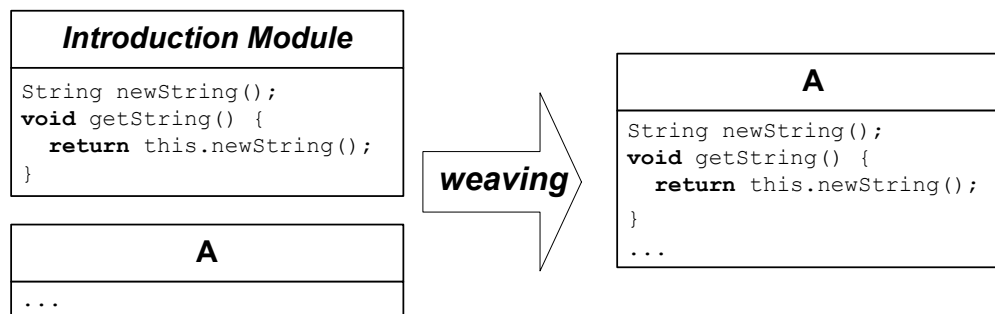 Introduction Module
String newString();
void getString() {
return this.newString();
}
A
...
weaving
A
String newString();
void getString() {
return this.newString();
}
...